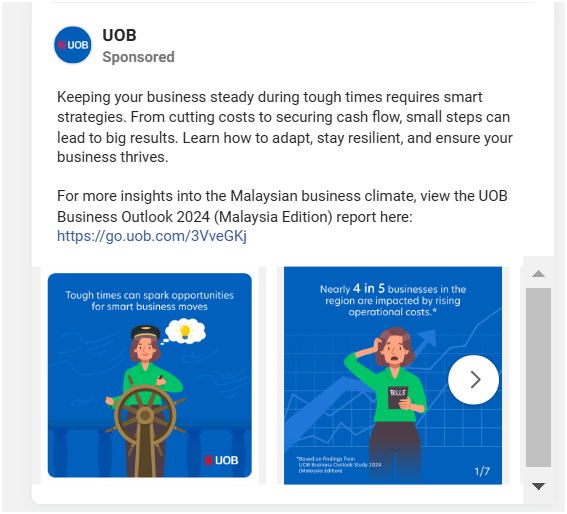 UOB
UOB
Sponsored
Keeping your business steady during tough times requires smart
strategies. From cutting costs to securing cash flow, small steps can
lead to big results. Learn how to adapt, stay resilient, and ensure your
business thrives.
For more insights into the Malaysian business climate, view the UOB
Business Outlook 2024 (Malaysia Edition) report here:
https://go.uob.com/3VveGKj
Tough times can spark opportunities
for smart business moves
UOB
Nearly 4 in 5 businesses in the
region are impacted by rising
operational costs.*
BILLS
*Based on findings from
UOB Business Outlook Study 2024
(Malaysia Edition)
1/7